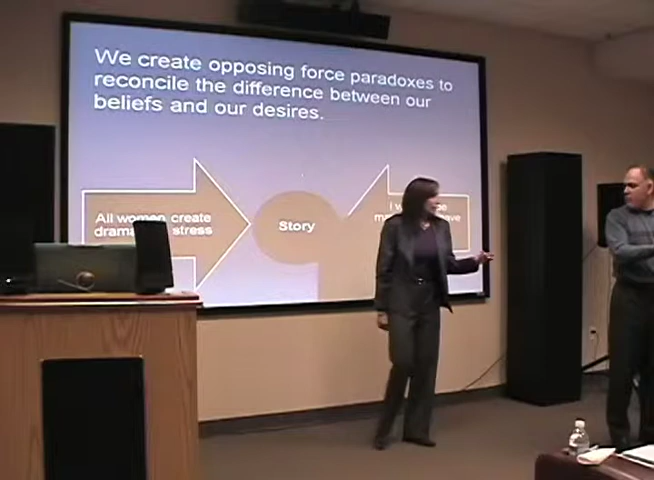 We create opposing force paradoxes to
reconcile the difference between our
beliefs and our desires.
All women create
stress
Story
I